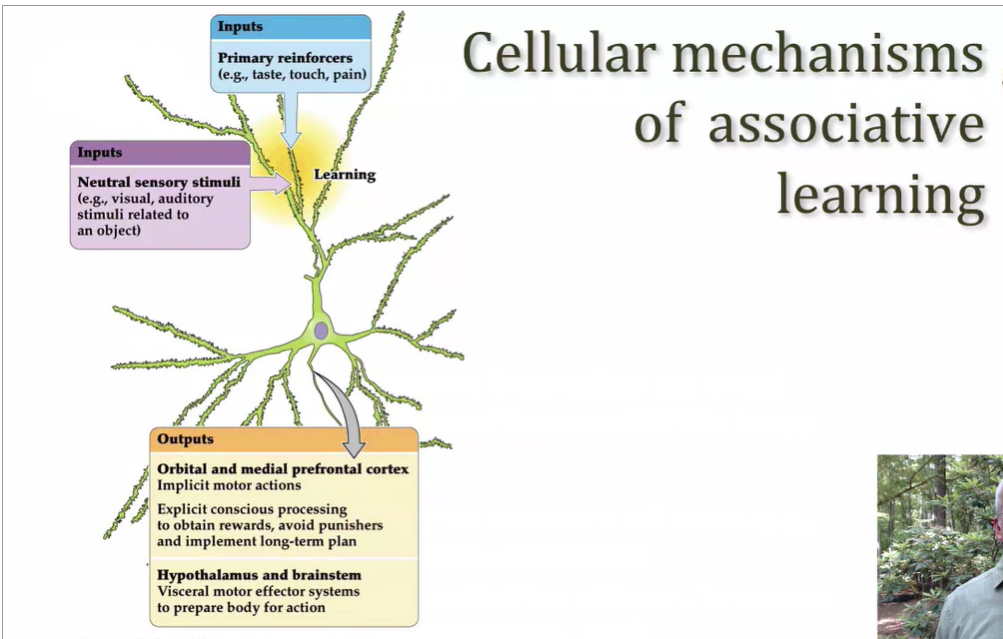 Cellular mechanisms
of associative
learning
Inputs
Primary reinforcers
(e.g., taste, touch, pain)
Inputs
Neutral sensory stimuli
(e.g., visual, auditory
stimuli related to
an object)
Learning
Outputs
Orbital and medial prefrontal cortex
Implicit motor actions
Explicit conscious processing
to obtain rewards, avoid punishers
and implement long-term plan
Hypothalamus and brainstem
Visceral motor effector systems
to prepare body for action